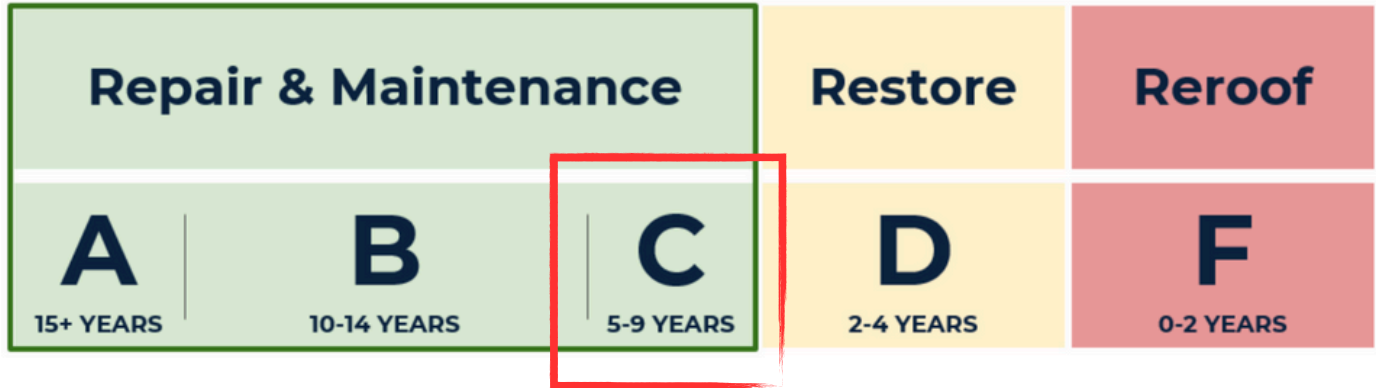 Repair & Maintenance
Restore
Reroof
A
B
C
D
F
15+ YEARS
10-14 YEARS
5-9 YEARS
2-4 YEARS
0-2 YEARS